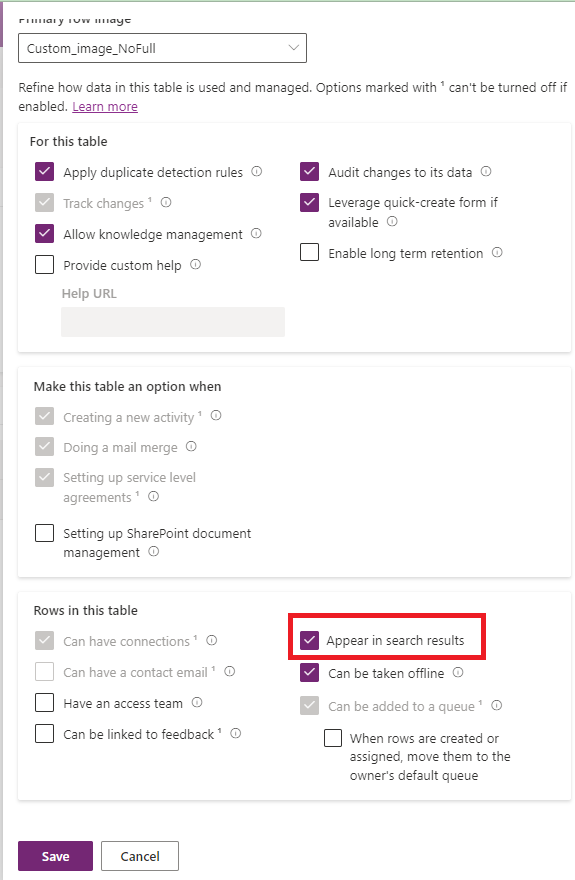 Primary row image
Custom_image_NoFull
Refine how data in this table is used and managed. Options marked with ¹ can't be turned off if
enabled. Learn more
For this table
Apply duplicate detection rules
Track changes ¹
Allow knowledge management
Provide custom help
Help URL
Audit changes to its data
Leverage quick-create form if
available
Enable long term retention
Make this table an option when
Creating a new activity ¹
Doing a mail merge
Setting up service level
agreements ¹
Setting up SharePoint document
management
Rows in this table
Can have connections ¹
Can have a contact email ¹
Have an access team
Can be linked to feedback ¹
Appear in search results
Can be taken offline
Can be added to a queue ¹
When rows are created or
assigned, move them to the
owner's default queue
Save
Cancel